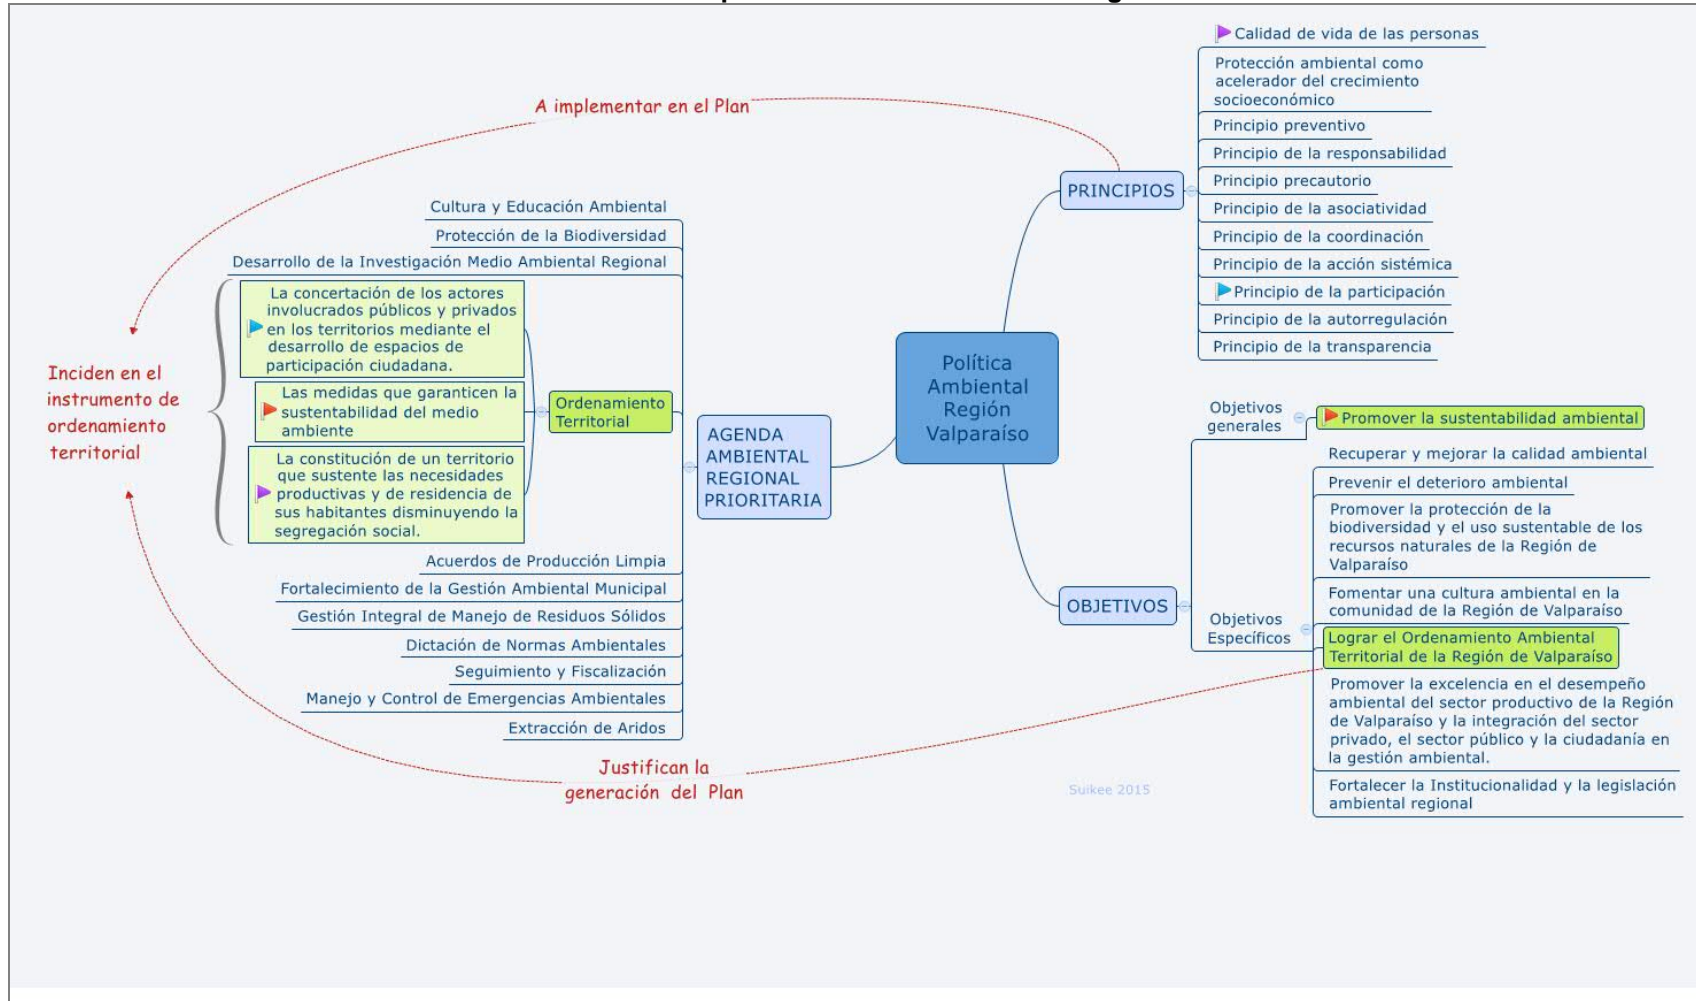 Calidad de vida de las personas
Protección ambiental como
acelerador del crecimiento
socioeconómico
Principio preventivo
Principio de la responsabilidad
Principio precautorio
Principio de la asociatividad
Principio de la coordinación
Principio de la acción sistémica
Principio de la participación
Principio de la autorregulación
Principio de la transparencia
PRINCIPIOS
A implementar en el Plan
Política
Ambiental
Región
Valparaíso
Cultura y Educación Ambiental
Protección de la Biodiversidad
Desarrollo de la Investigación Medio Ambiental Regional
La concertación de los actores
involucrados públicos y privados
en los territorios mediante el
desarrollo de espacios de
participación ciudadana.
Las medidas que garanticen la
sustentabilidad del medio
ambiente
La constitución de un territorio
que sustente las necesidades
productivas y de residencia de
sus habitantes disminuyendo la
segregación social.
Ordenamiento
Territorial
AGENDA
AMBIENTAL
REGIONAL
PRIORITARIA
Inciden en el
instrumento de
ordenamiento
territorial
Acuerdos de Producción Limpia
Fortalecimiento de la Gestión Ambiental Municipal
Gestión Integral de Manejo de Residuos Sólidos
Dictación de Normas Ambientales
Seguimiento y Fiscalización
Manejo y Control de Emergencias Ambientales
Extracción de Aridos
Justifican la
generación del Plan
OBJETIVOS
Objetivos
generales
Promover la sustentabilidad ambiental
Objetivos
Específicos
Recuperar y mejorar la calidad ambiental
Prevenir el deterioro ambiental
Promover la protección de la
biodiversidad y el uso sustentable de los
recursos naturales de la Región de
Valparaíso
Fomentar una cultura ambiental en la
comunidad de la Región de Valparaíso
Lograr el Ordenamiento Ambiental
Territorial de la Región de Valparaíso
Promover la excelencia en el desempeño
ambiental del sector productivo de la Región
de Valparaíso y la integración del sector
privado, el sector público y la ciudadanía en
la gestión ambiental.
Fortalecer la Institucionalidad y la legislación
ambiental regional
Suikee 2015